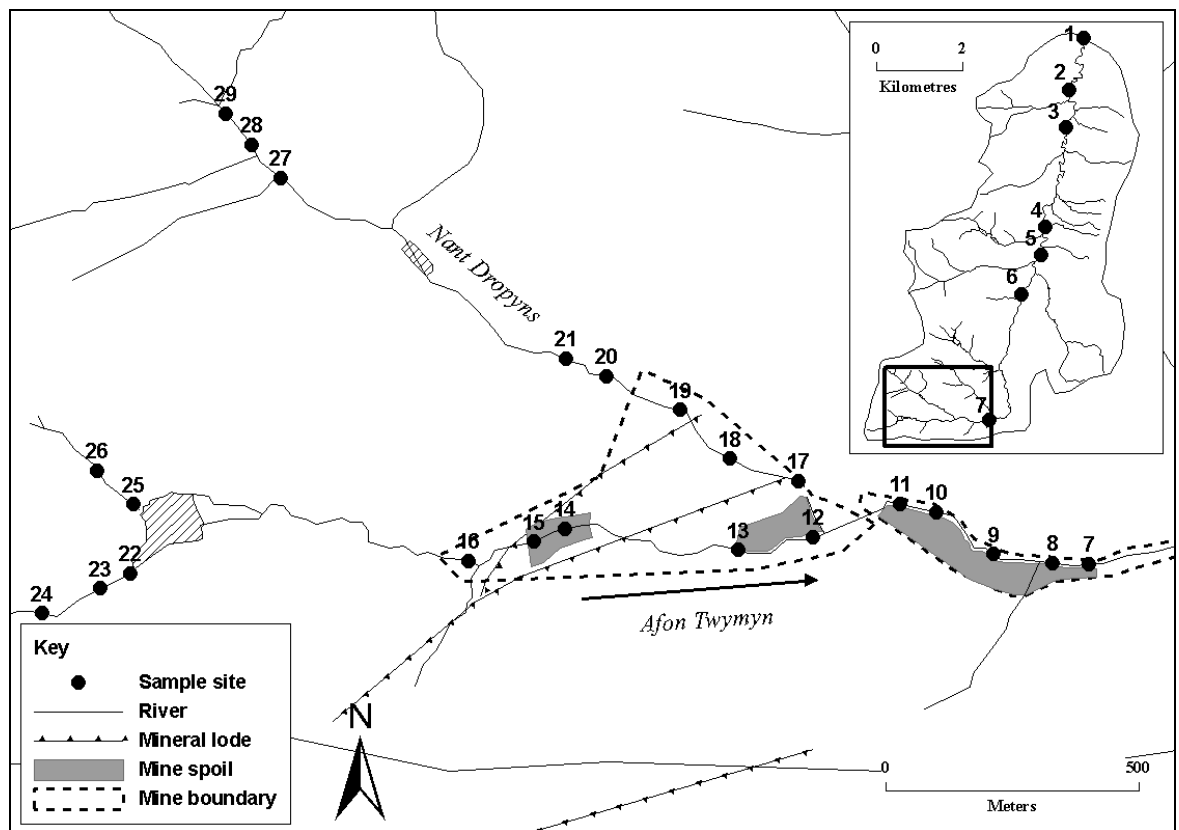 1
0 2
2
Kilometres
3
29
28
27
4
5
Nant Dropyns
6
21
20
19
7
18
26
17
25
11
10
15 14
12
16
13
9
8 7
22
23
24
Afon Twymyn
Key
Sample site
River
Mineral lode
Mine spoil
Mine boundary
N
0 500
Meters